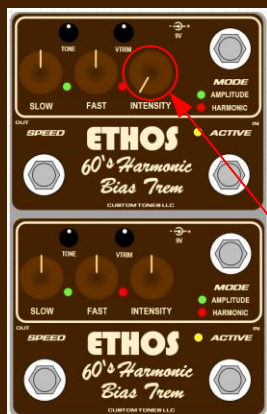 TONE VTRIM 9V
SLOW FAST INTENSITY
MODE
AMPLITUDE
HARMONIC
OUT IN
SPEED ETHOS ACTIVE
60's Harmonic
Bias Trem
CUSTOM TONES LLC
TONE VTRIM 9V
SLOW FAST INTENSITY
MODE
AMPLITUDE
HARMONIC
OUT IN
SPEED ETHOS ACTIVE
60's Harmonic
Bias Trem
CUSTOM TONES LLC